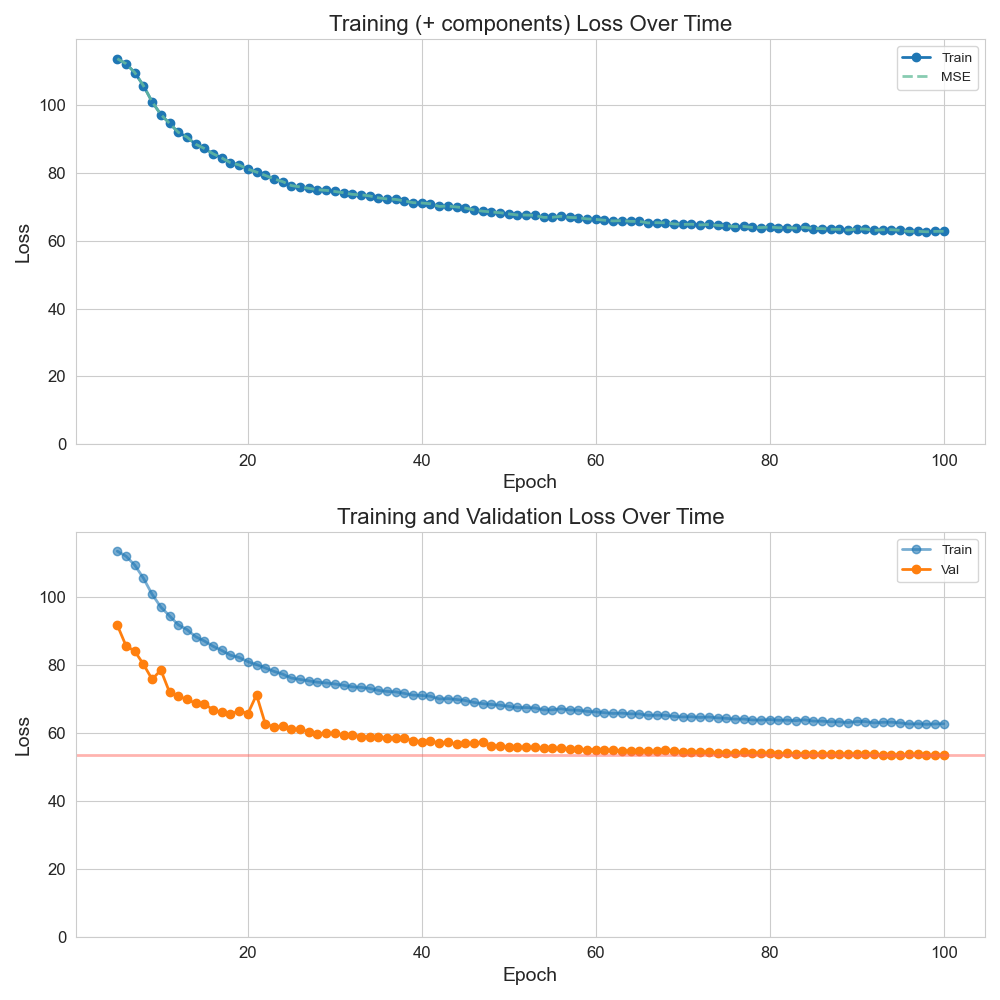 Training (+ components) Loss Over Time
Train
MSE
Loss
100
80
60
40
20
0
20 40 60 80 100
Epoch
Training and Validation Loss Over Time
Train
Val
Loss
100
80
60
40
20
0
20 40 60 80 100
Epoch